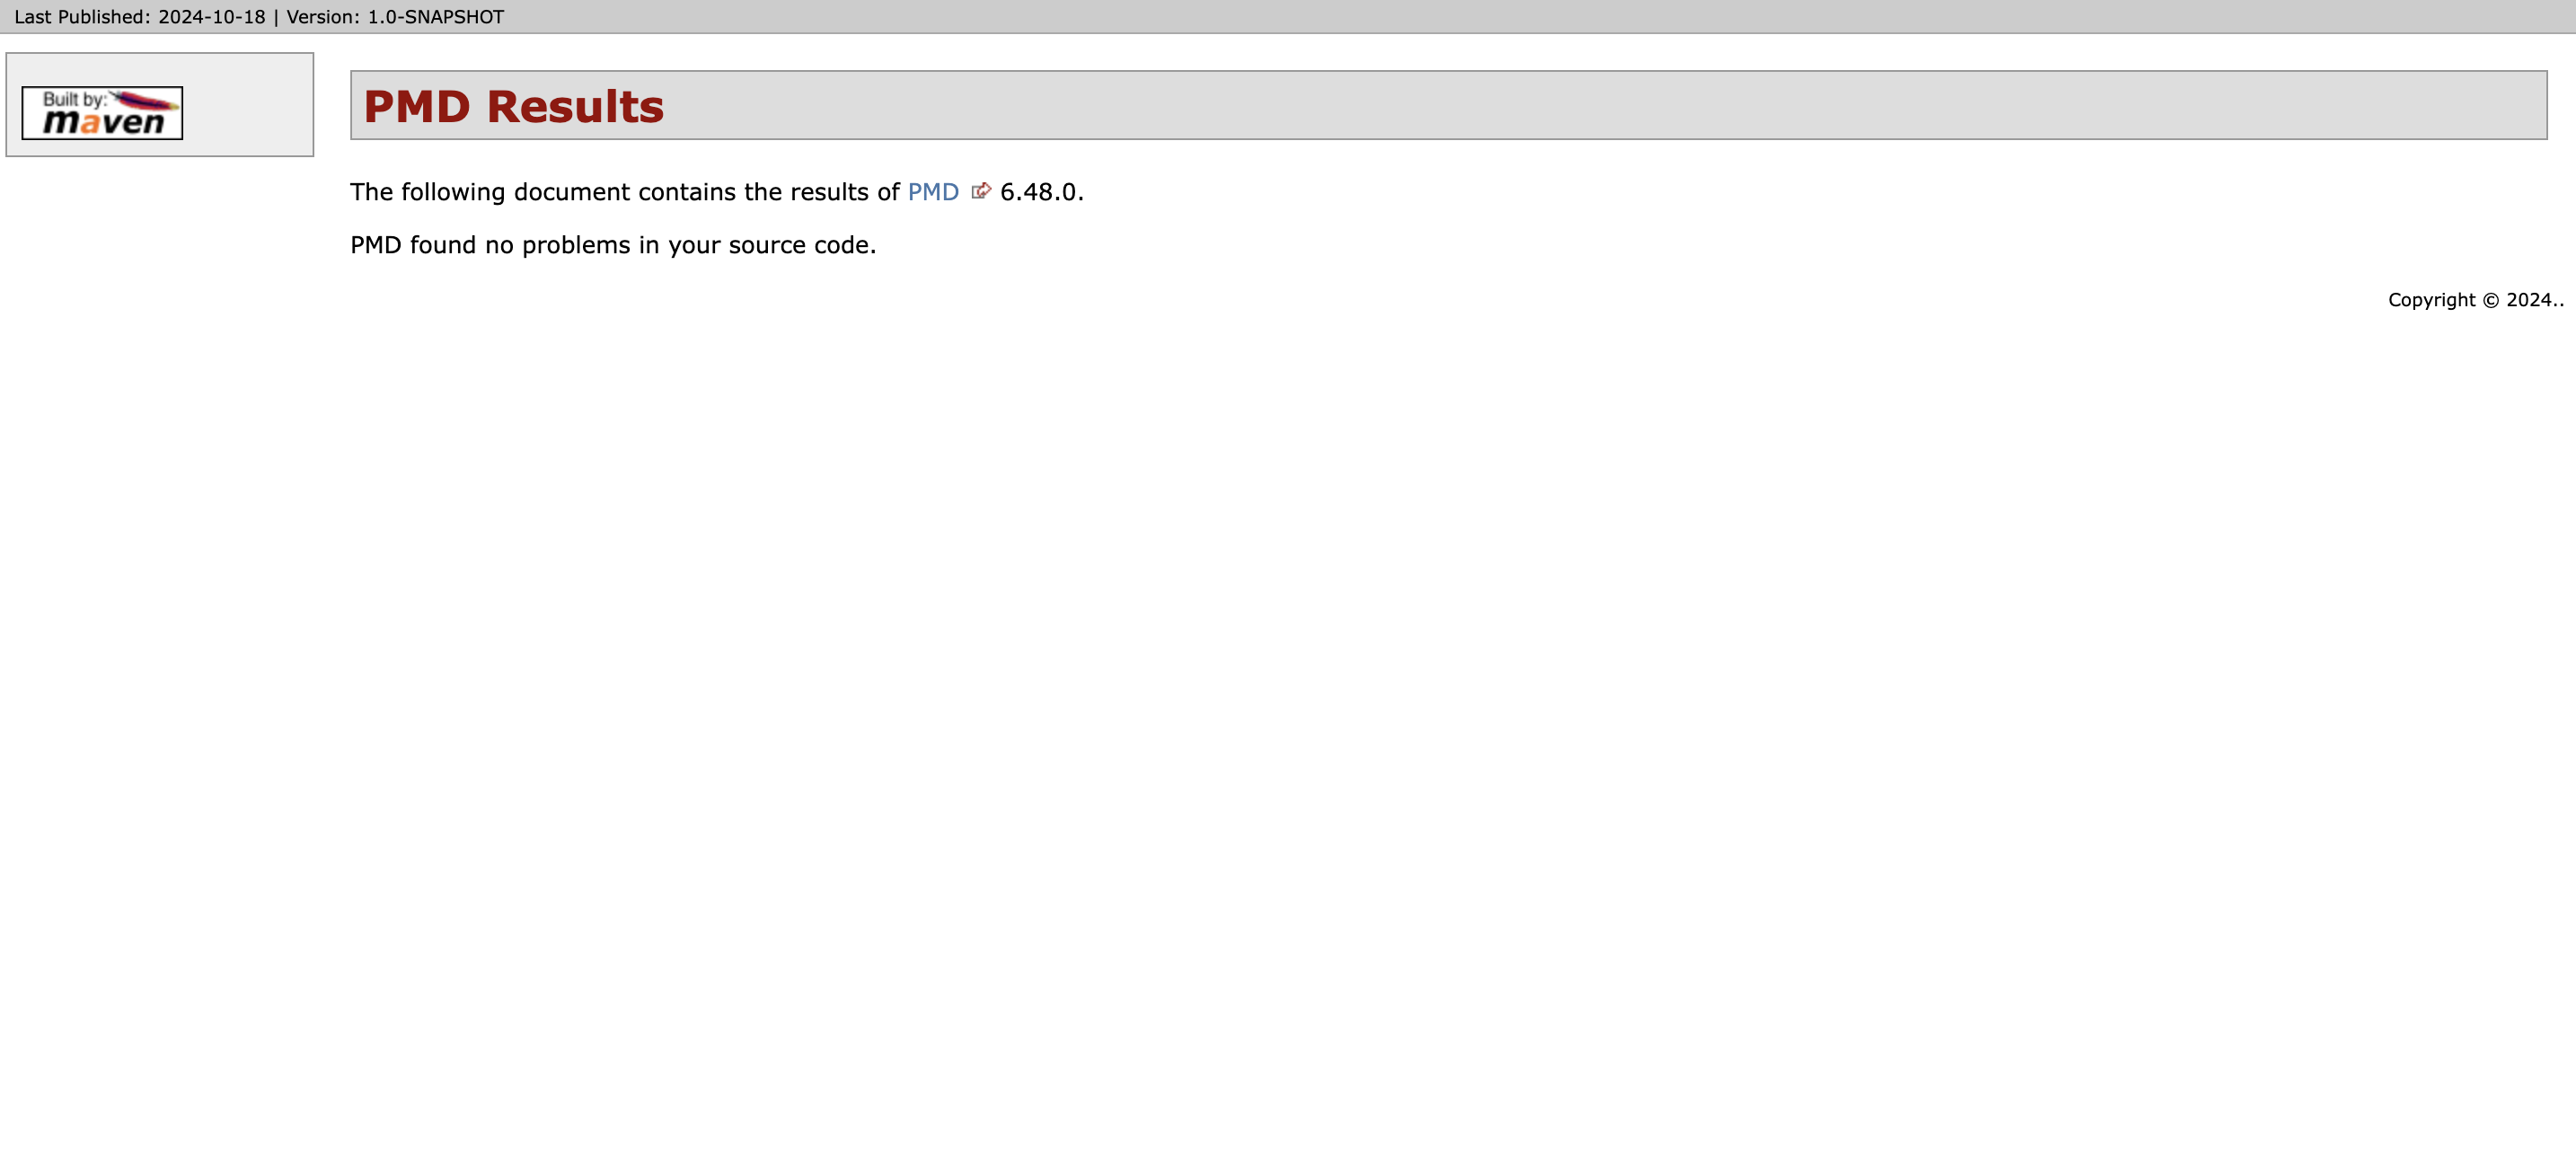 Last Published: 2024-10-18 | Version: 1.0-SNAPSHOT
Built by:
maven
PMD Results
The following document contains the results of PMD 6.48.0.
PMD found no problems in your source code.
Copyright © 2024..